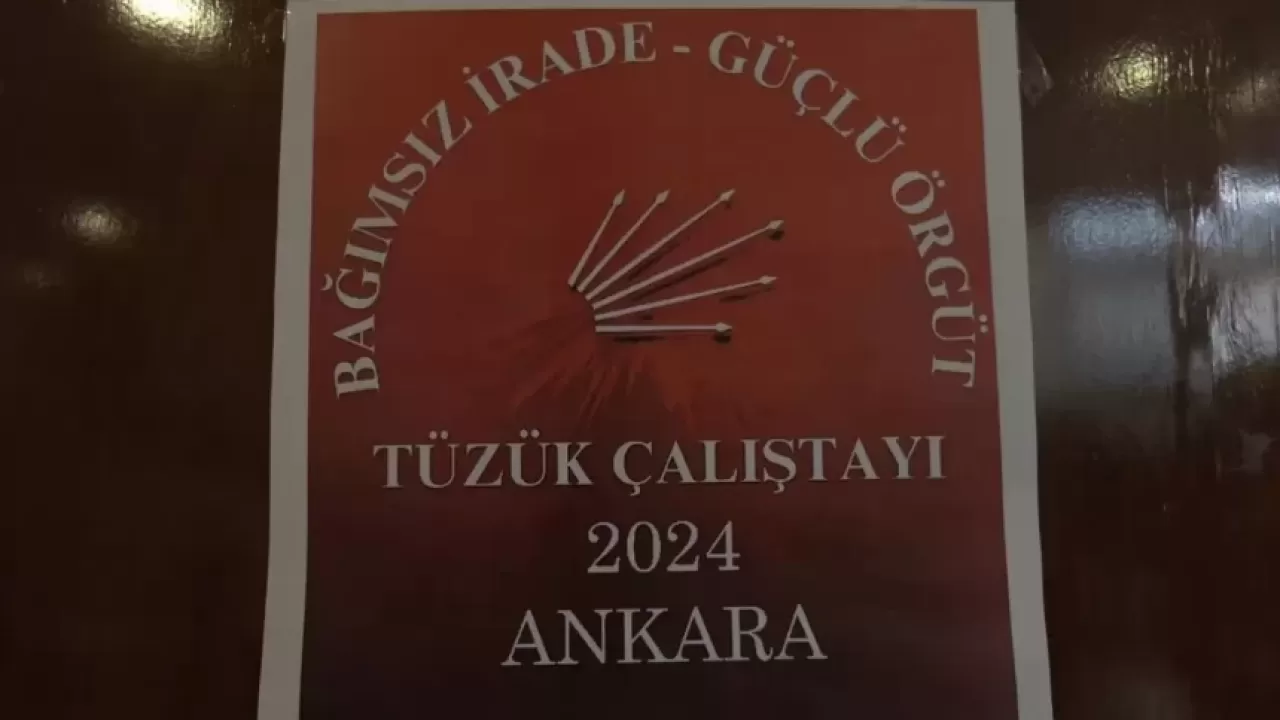 BAĞIMSIZ İRADE - GÜÇLÜ ÖRGÜT
TÜZÜK ÇALIŞTAYI
2024
ANKARA